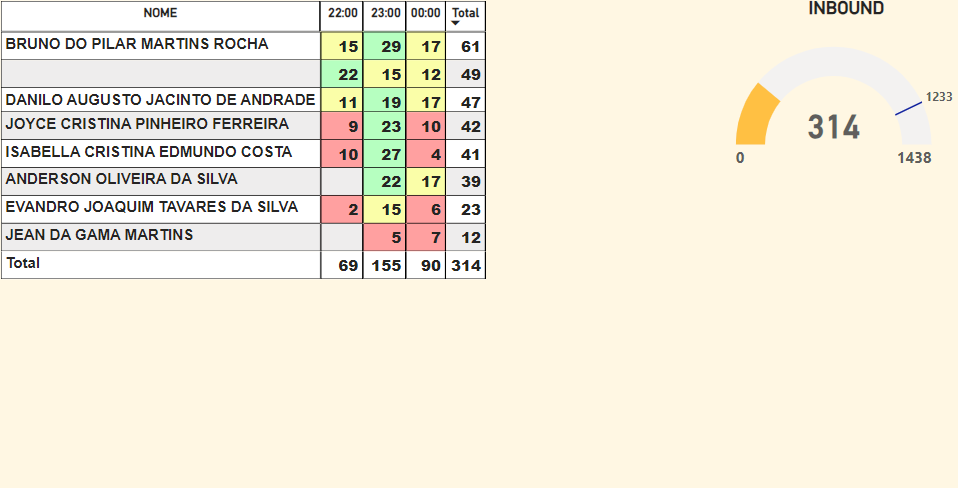 NOME 22:00 23:00 00:00 Total
BRUNO DO PILAR MARTINS ROCHA 15 29 17 61
22 15 12 49
DANILO AUGUSTO JACINTO DE ANDRADE 11 19 17 47
JOYCE CRISTINA PINHEIRO FERREIRA 9 23 10 42
ISABELLA CRISTINA EDMUNDO COSTA 10 27 4 41
ANDERSON OLIVEIRA DA SILVA 22 17 39
EVANDRO JOAQUIM TAVARES DA SILVA 2 15 6 23
JEAN DA GAMA MARTINS 5 7 12
Total 69 155 90 314
INBOUND
1233
314
0 1438